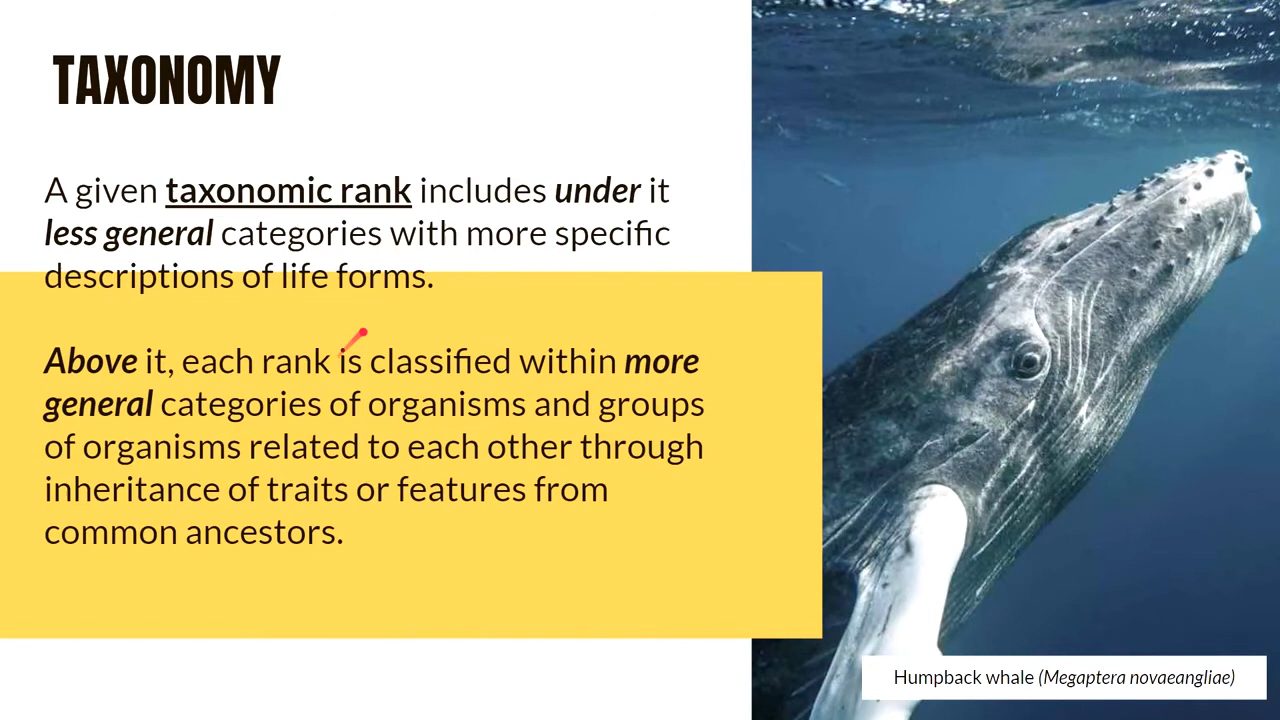 TAXONOMY
A given taxonomic rank includes under it
less general categories with more specific
descriptions of life forms.
Above it, each rank is classified within more
general categories of organisms and groups
of organisms related to each other through
inheritance of traits or features from
common ancestors.
Humpback whale (Megaptera novaeangliae)